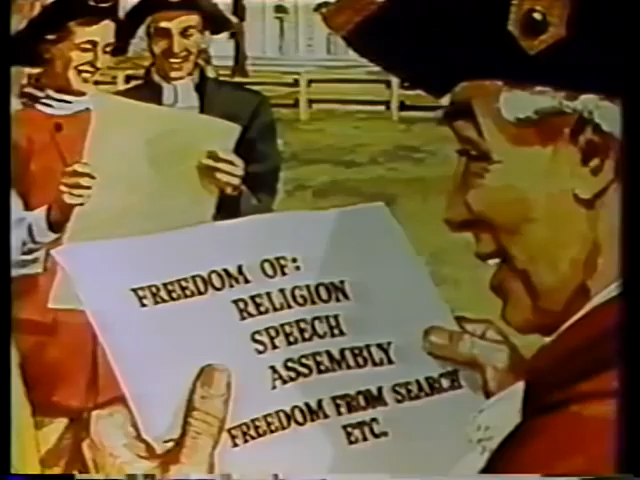 FREEDOM OF:
RELIGION
SPEECH
ASSEMBLY
FREEDOM FROM SEARCH
ETC.